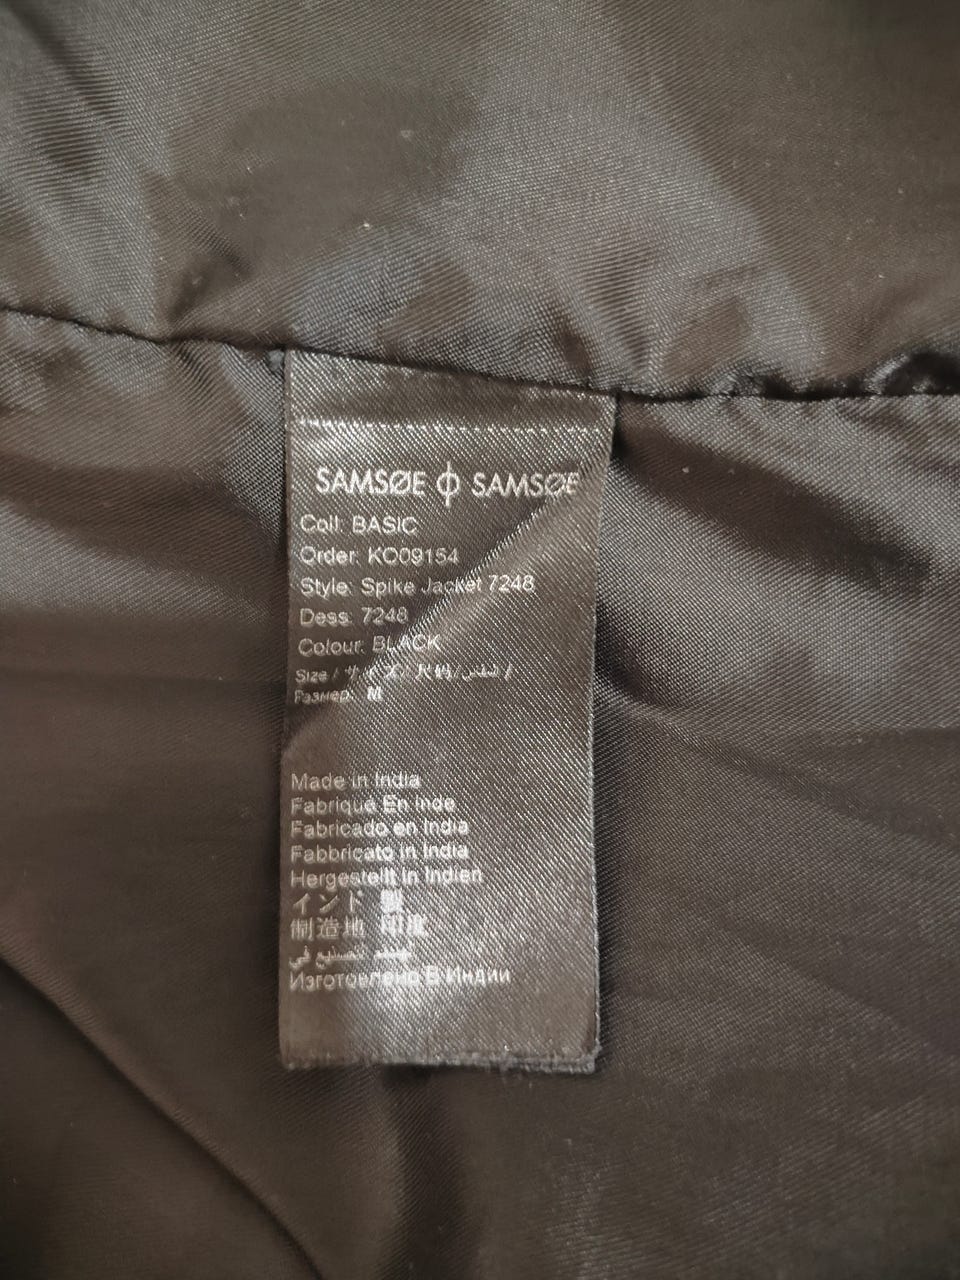 SAMSØE ϕ SAMSØE
Coll: BASIC
Order: KO09154
Style: Spike Jacket 7248
Dess: 7248
Colour: BLACK
Size / サイズ/ 尺码/ /
Размер: M
Made in India
Fabriqué En Inde
Fabricado en India
Fabbricato in India
Hergestellt in Indien
インド 製
制造地 印度
في
Изготовлено В Индии